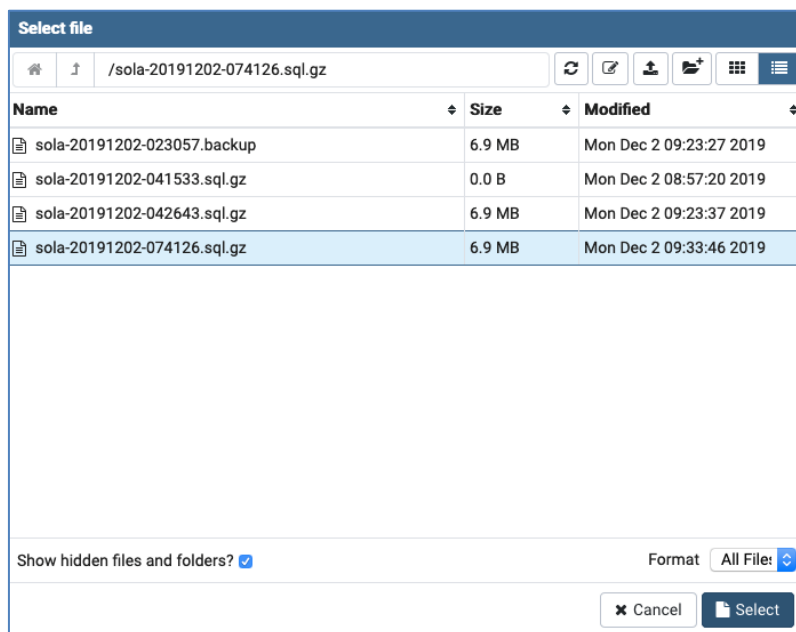 Select file
/sola-20191202-074126.sql.gz
Name Size Modified
sola-20191202-023057.backup 6.9 MB Mon Dec 2 09:23:27 2019
sola-20191202-041533.sql.gz 0.0 B Mon Dec 2 08:57:20 2019
sola-20191202-042643.sql.gz 6.9 MB Mon Dec 2 09:23:37 2019
sola-20191202-074126.sql.gz 6.9 MB Mon Dec 2 09:33:46 2019
Show hidden files and folders? Format All File
Cancel Select